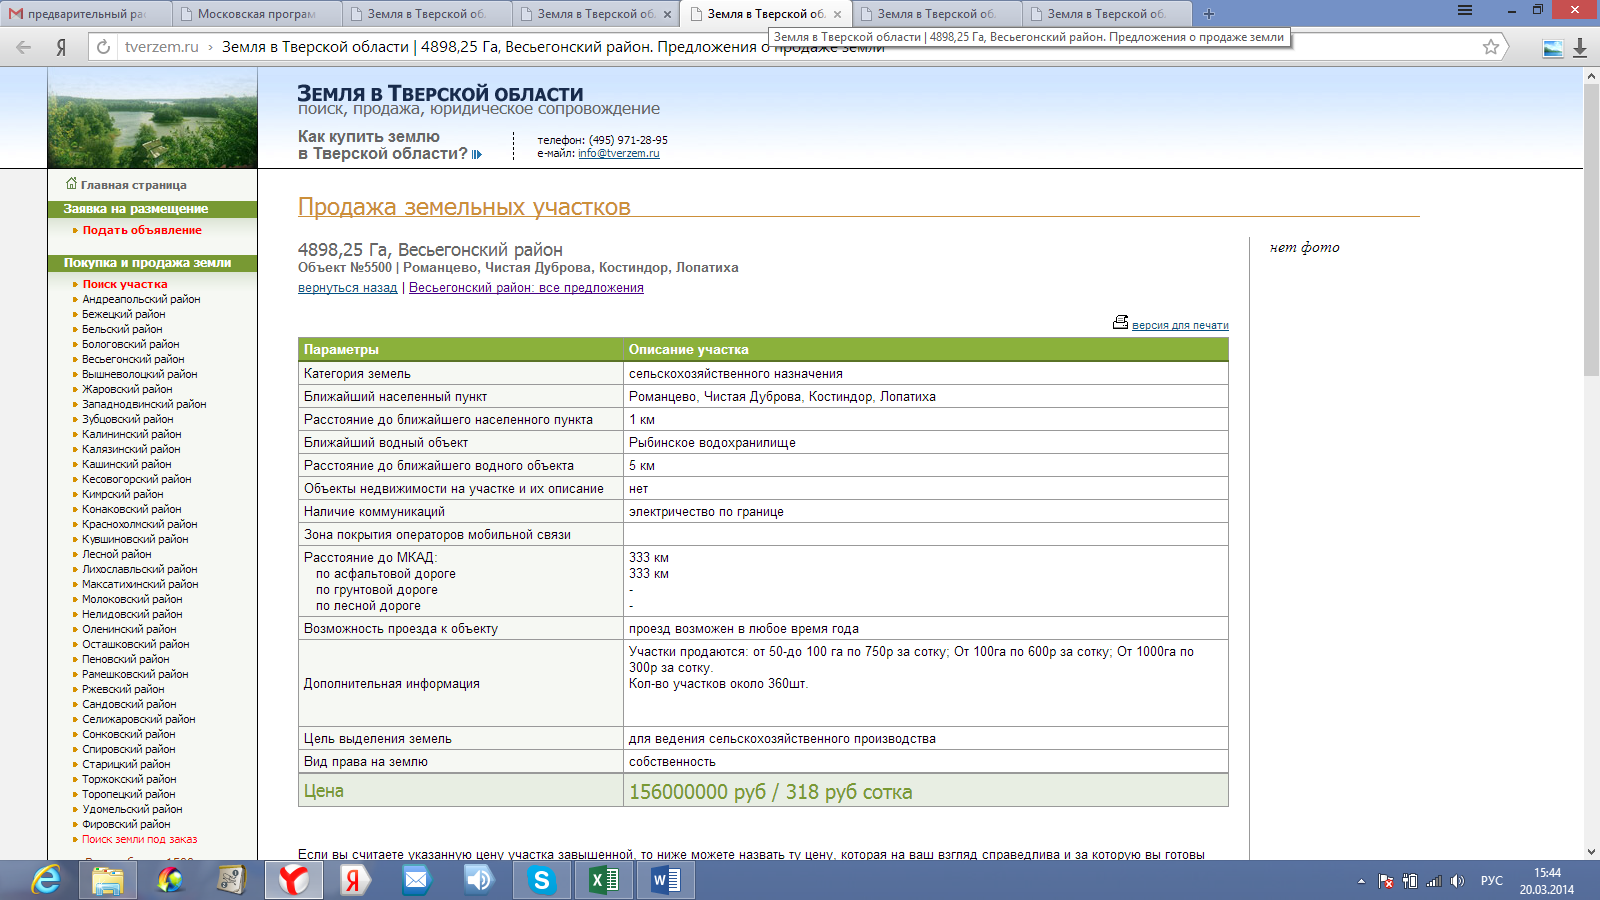 предварительный рас
Московская програм
Земля в Тверской об.
Земля в Тверской об.
Земля в Тверской об.
Земля в Тверской об.
Земля в Тверской об.
tverzem.ru › Земля в Тверской области | 4898,25 Га, Весьегонский район. Предложения о продаже земли
Земля в Тверской области | 4898,25 Га, Весьегонский район. Предложения о продаже земли
Земля в Тверской области
поиск, продажа, юридическое сопровождение
Как купить землю
в Тверской области?
телефон: (495) 971-28-95
е-майл: info@tverzem.ru
Главная страница
Заявка на размещение
Подать объявление
Покупка и продажа земли
Поиск участка
Андреапольский район
Бежецкий район
Бельский район
Бологовский район
Весьегонский район
Вышневолоцкий район
Жарковский район
Западнодвинский район
Зубцовский район
Калининский район
Калязинский район
Кашинский район
Кесовогорский район
Кимрский район
Конаковский район
Краснохолмский район
Кувшиновский район
Лесной район
Лихославльский район
Максатихинский район
Молоковский район
Нелидовский район
Оленинский район
Осташковский район
Пеновский район
Рамешковский район
Ржевский район
Сандовский район
Селижаровский район
Сонковский район
Спировский район
Старицкий район
Торжокский район
Торопецкий район
Удомельский район
Фировский район
Поиск земли под заказ
Продажа земельных участков
4898,25 Га, Весьегонский район
Объект №5500 | Романцево, Чистая Дуброва, Костиндор, Лопатиха
вернуться назад | Весьегонский район: все предложения
нет фото
версия для печати
Параметры Описание участка
Категория земель сельскохозяйственного назначения
Ближайший населенный пункт Романцево, Чистая Дуброва, Костиндор, Лопатиха
Расстояние до ближайшего населенного пункта 1 км
Ближайший водный объект Рыбинское водохранилище
Расстояние до ближайшего водного объекта 5 км
Объекты недвижимости на участке и их описание нет
Наличие коммуникаций электричество по границе
Зона покрытия операторов мобильной связи
Расстояние до МКАД: 333 км
по асфальтовой дороге 333 км
по грунтовой дороге -
по лесной дороге -
Возможность проезда к объекту проезд возможен в любое время года
Дополнительная информация
Участки продаются: от 50-до 100 га по 750р за сотку; От 100га по 600р за сотку; От 1000га по
300р за сотку.
Кол-во участков около 360шт.
Цель выделения земель для ведения сельскохозяйственного производства
Вид права на землю собственность
Цена 156000000 руб / 318 руб сотка
Если вы считаете указанную цену участка завышенной, то ниже можете назвать ту цену, которая на ваш взгляд справедлива и за которую вы готовы
РУС
15:44
20.03.2014